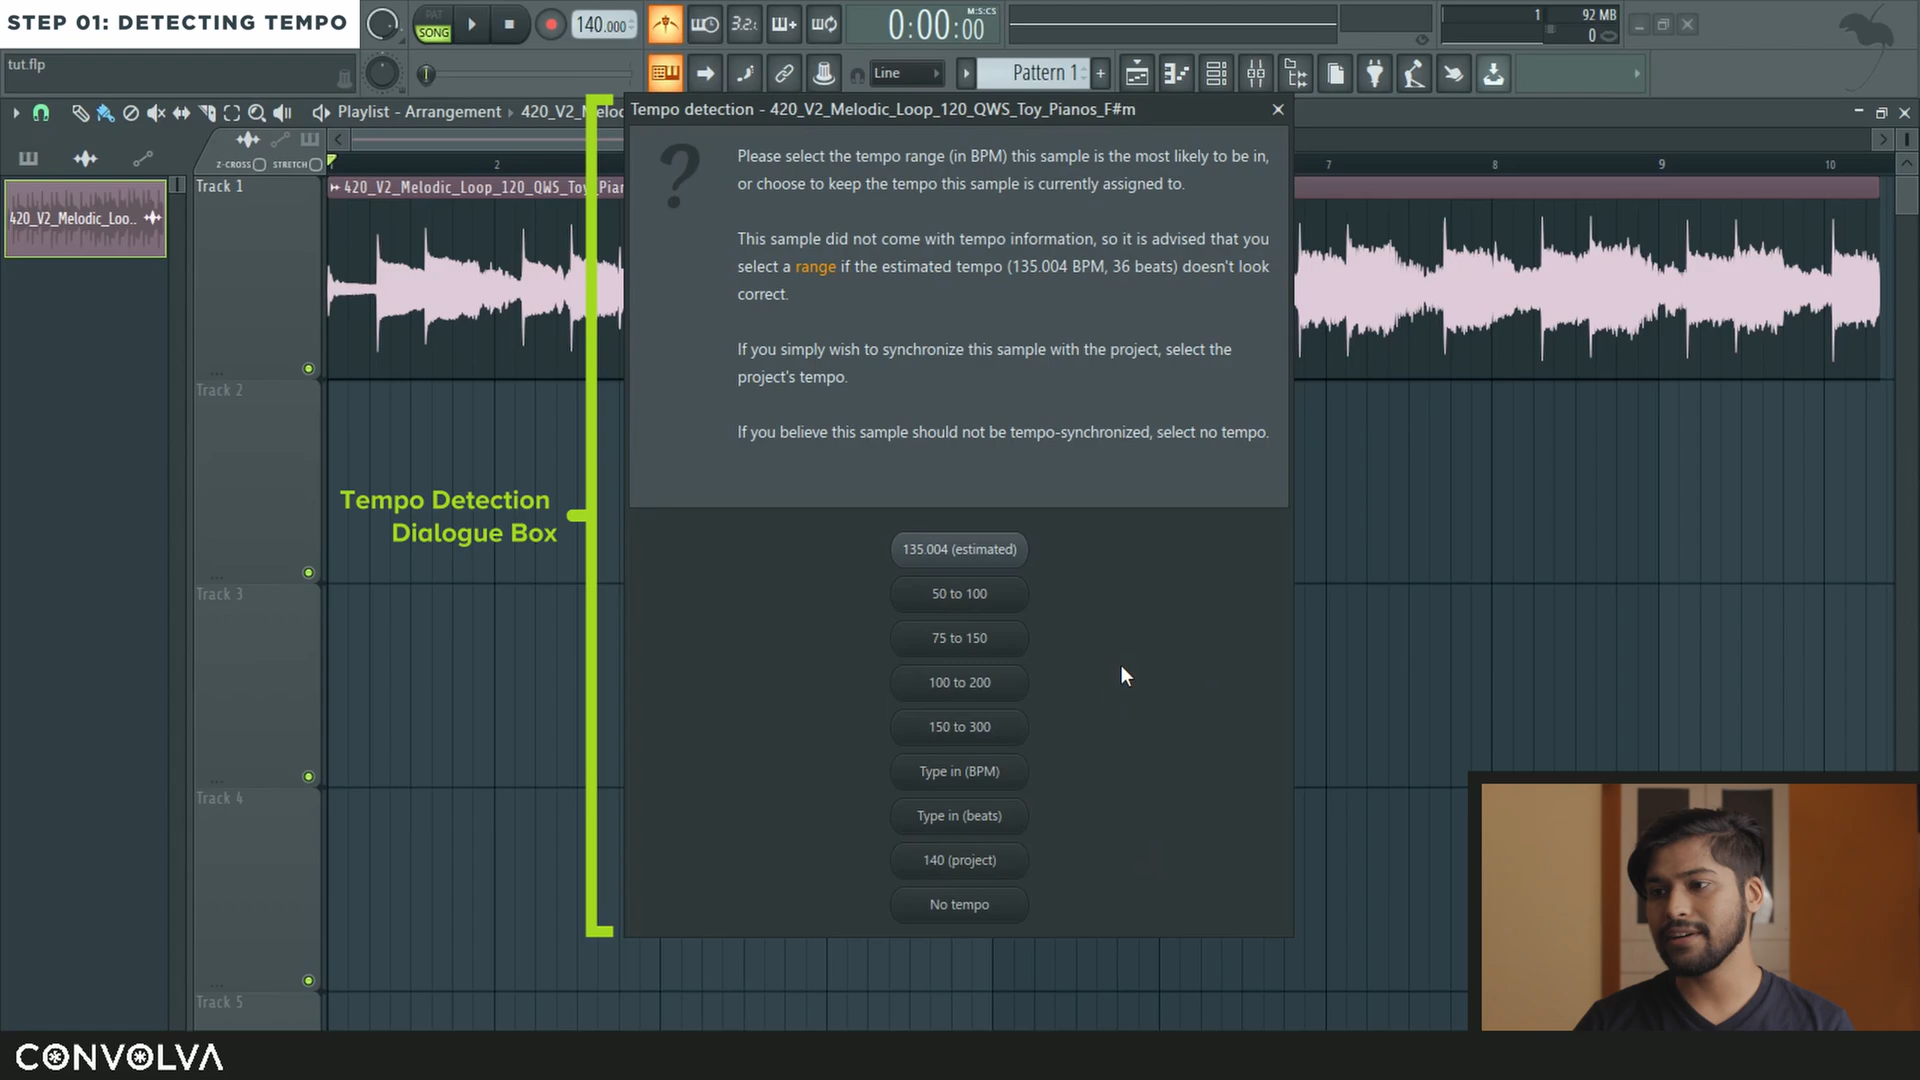 STEP 01: DETECTING TEMPO
PAT
SONG
140.000
3.2.
0:00:00
M:S:CS
1
92 MB
0
tut.flp
Line
Pattern 1
+
Playlist - Arrangement
420_V2_Melo
Tempo detection - 420_V2_Melodic_Loop_120_QWS_Toy_Pianos_F#m
Z-CROSS
STRETCH
2
7
8
9
10
420_V2_Melodic_Loo..
Track 1
420_V2_Melodic_Loop_120_QWS_Toy_Pian
Please select the tempo range (in BPM) this sample is the most likely to be in,
or choose to keep the tempo this sample is currently assigned to.
This sample did not come with tempo information, so it is advised that you
select a range if the estimated tempo (135.004 BPM, 36 beats) doesn't look
correct.
If you simply wish to synchronize this sample with the project, select the
project's tempo.
If you believe this sample should not be tempo-synchronized, select no tempo.
Track 2
Tempo Detection
Dialogue Box
135.004 (estimated)
50 to 100
75 to 150
100 to 200
150 to 300
Type in (BPM)
Type in (beats)
140 (project)
No tempo
Track 3
Track 4
Track 5
CONVOLVA